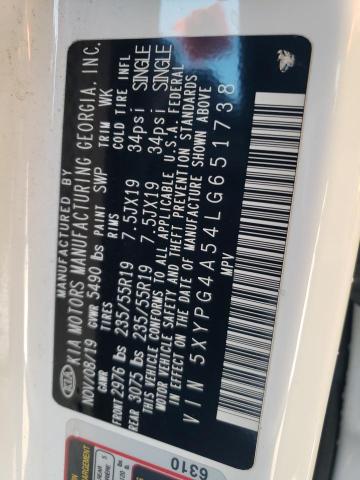 MANUFACTURED BY
KIA KIA MOTORS MANUFACTURING GEORGIA, INC.
NOV/08/19 GVWR 5490 lbs PAINT SWP TRIM WK
GAWR TIRES RIMS COLD TIRE INFL
FRONT 2976 lbs 235/55R19 7.5JX19 34psi SINGLE
REAR 3075 lbs 235/55R19 7.5JX19 34psi SINGLE
THIS VEHICLE CONFORMS TO ALL APPLICABLE U.S.A. FEDERAL
MOTOR VEHICLE SAFETY AND THEFT PREVENTION STANDARDS
IN EFFECT ON THE DATE OF MANUFACTURE SHOWN ABOVE
VIN 5XYPG4A54LG651738
MPV
6310